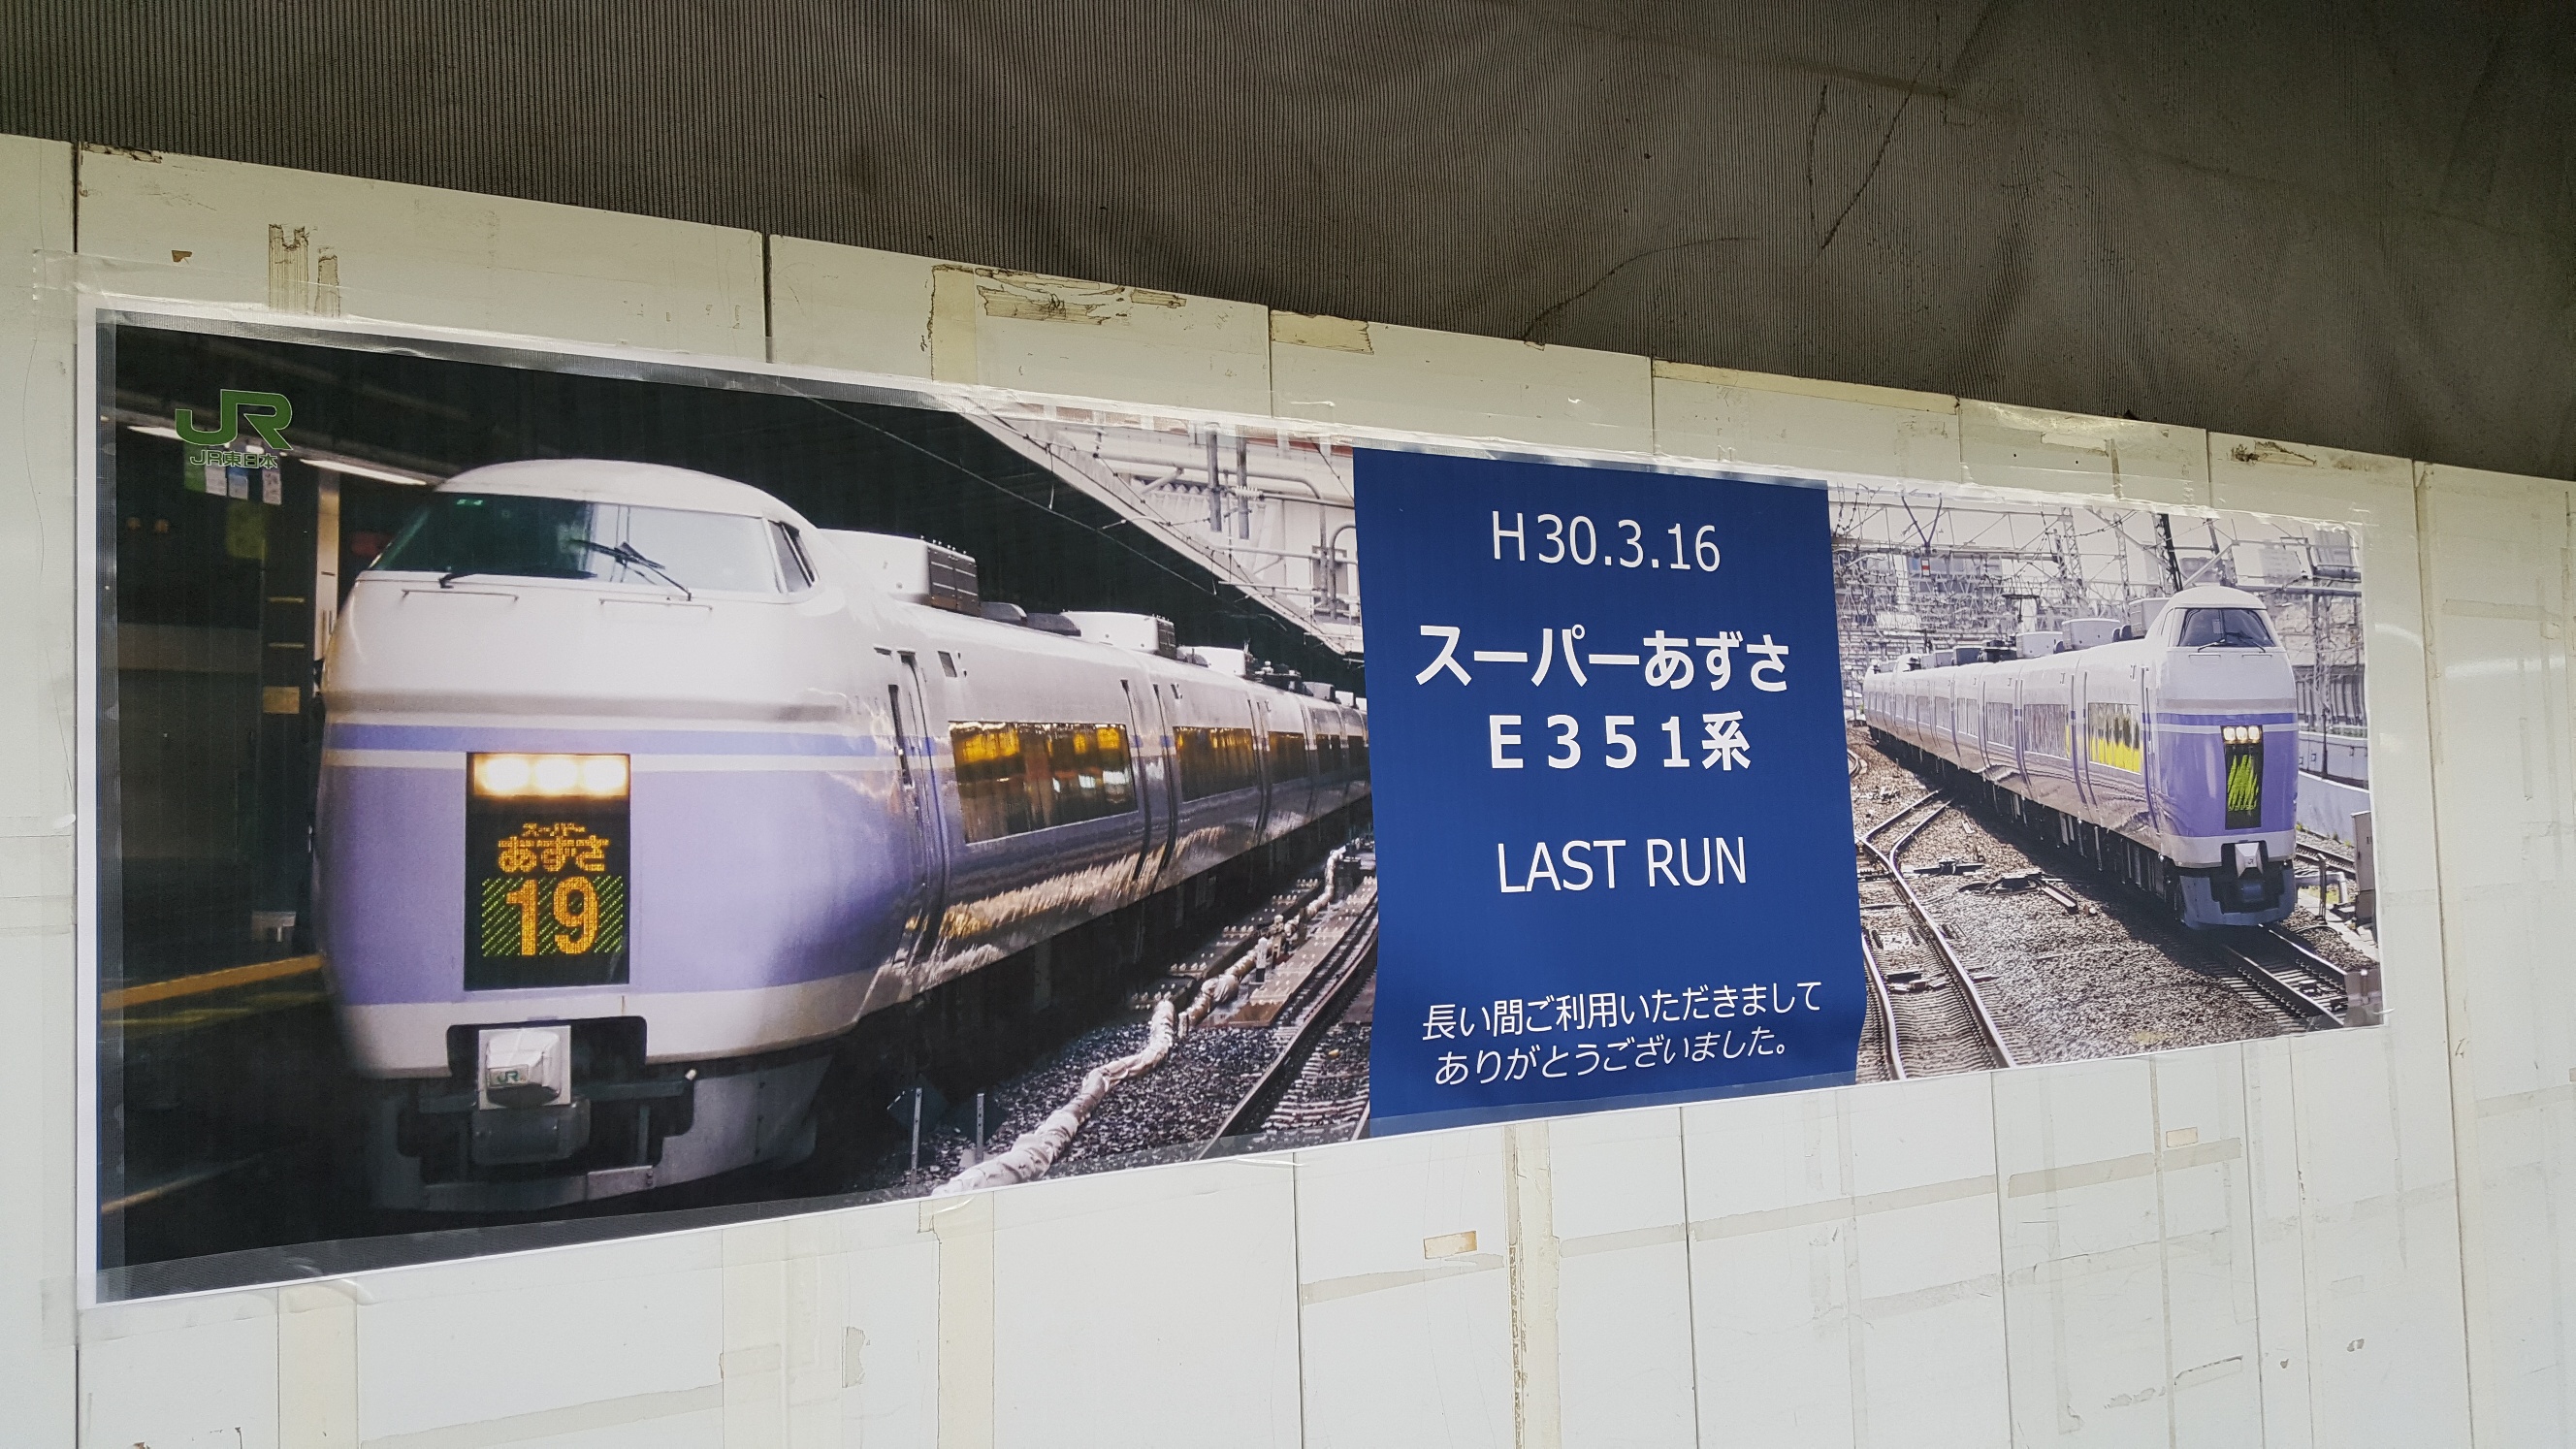 JR
JR東日本
スーパー
あずさ
19
JR
H30.3.16
スーパーあずさ
E351系
LAST RUN
長い間ご利用いただきまして
ありがとうございました。